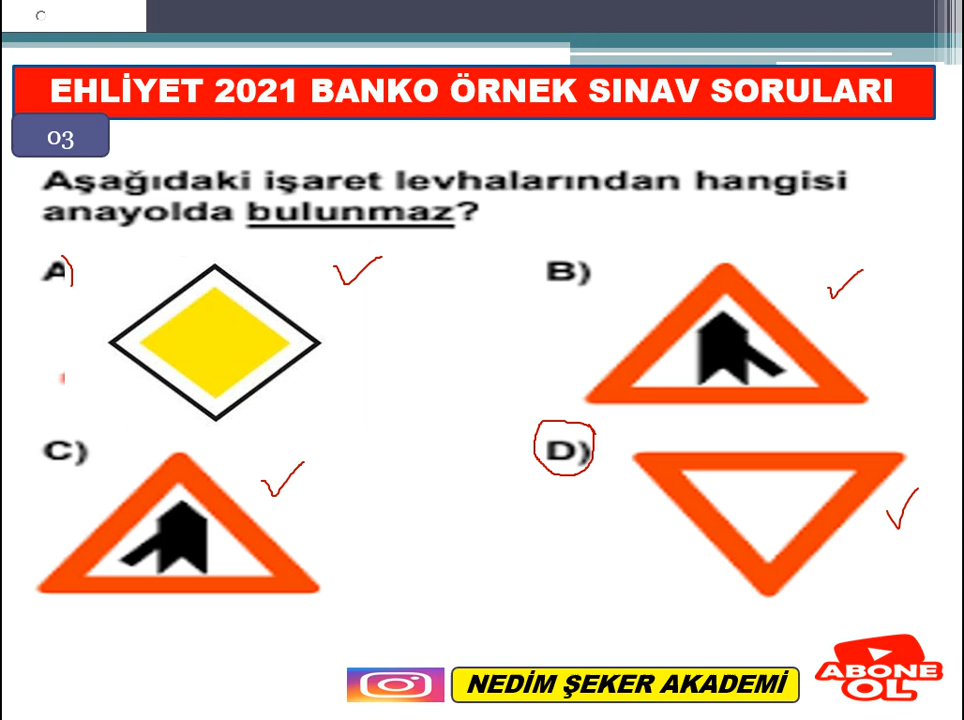 EHLİYET 2021 BANKO ÖRNEK SINAV SORULARI
03
Aşağıdaki işaret levhalarından hangisi
anayolda bulunmaz?
A)
B)
C)
D)
NEDİM ŞEKER AKADEMİ
ABONE
OL